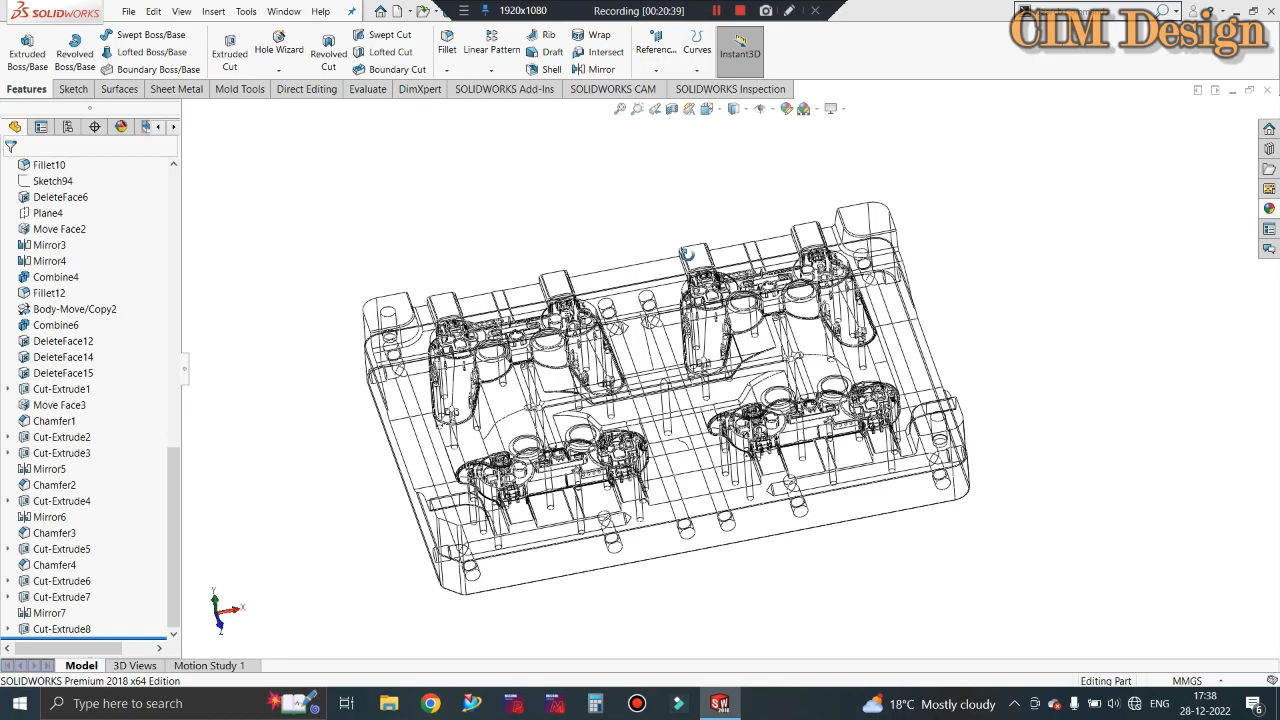 SOLIDWORKS File Edit View Insert Tools Window Help 1920x1080 Recording [00:20:39]
CIM Design
Extruded Boss/Base
Revolved Boss/Base
Swept Boss/Base
Lofted Boss/Base
Boundary Boss/Base
Extruded Cut
Hole Wizard
Revolved Cut
Swept Cut
Lofted Cut
Boundary Cut
Fillet
Linear Pattern
Rib
Draft
Shell
Wrap
Intersect
Mirror
Referenc...
Curves
Instant3D
Features Sketch Surfaces Sheet Metal Mold Tools Direct Editing Evaluate DimXpert SOLIDWORKS Add-Ins SOLIDWORKS CAM SOLIDWORKS Inspection
Fillet10
Sketch94
DeleteFace6
Plane4
Move Face2
Mirror3
Mirror4
Combine4
Fillet12
Body-Move/Copy2
Combine6
DeleteFace12
DeleteFace14
DeleteFace15
Cut-Extrude1
Move Face3
Chamfer1
Cut-Extrude2
Cut-Extrude3
Mirror5
Chamfer2
Cut-Extrude4
Mirror6
Chamfer3
Cut-Extrude5
Chamfer4
Cut-Extrude6
Cut-Extrude7
Mirror7
Cut-Extrude8
Y
X
Z
Model 3D Views Motion Study 1
SOLIDWORKS Premium 2018 x64 Edition Editing Part MMGS
Type here to search 18°C Mostly cloudy ENG 17:38
28-12-2022
6